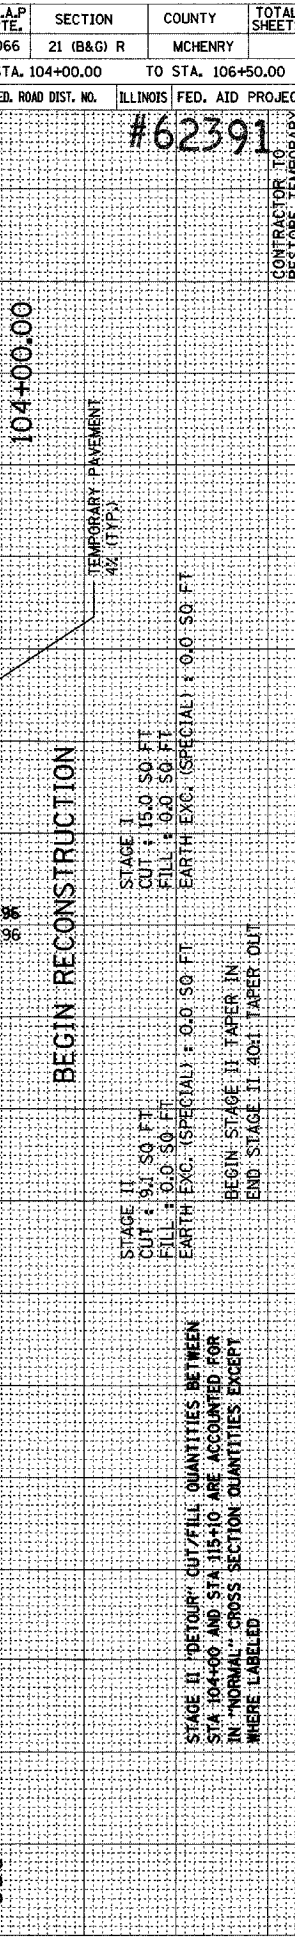 SECTION COUNTY TOTAL
21 (B&G) R MCHENRY SHEET
STA. 104+00.00 TO STA. 106+50.00
ROAD DIST. NO. ILLINOIS FED. AID
#62391
CONTRACTOR TO
RESTORE TEMPORARY
104+00.00
TEMPORARY PAVEMENT
4% (TYP.)
BEGIN RECONSTRUCTION
STAGE I
CUT : 15.0 SQ FT
FILL : 0.0 SQ FT
EARTH EXC. (SPECIAL) : 0.0 SQ FT
96
96
STAGE II
CUT : 9.1 SQ FT
FILL : 0.0 SQ FT
EARTH EXC. (SPECIAL) : 0.0 SQ FT
BEGIN STAGE II TAPER IN
END STAGE II 40:1 TAPER OUT
STAGE II "DETOUR" CUT/FILL QUANTITIES BETWEEN
STA 104+00 AND STA 115+10 ARE ACCOUNTED FOR
IN "NORMAL" CROSS SECTION QUANTITIES EXCEPT
WHERE LABELED